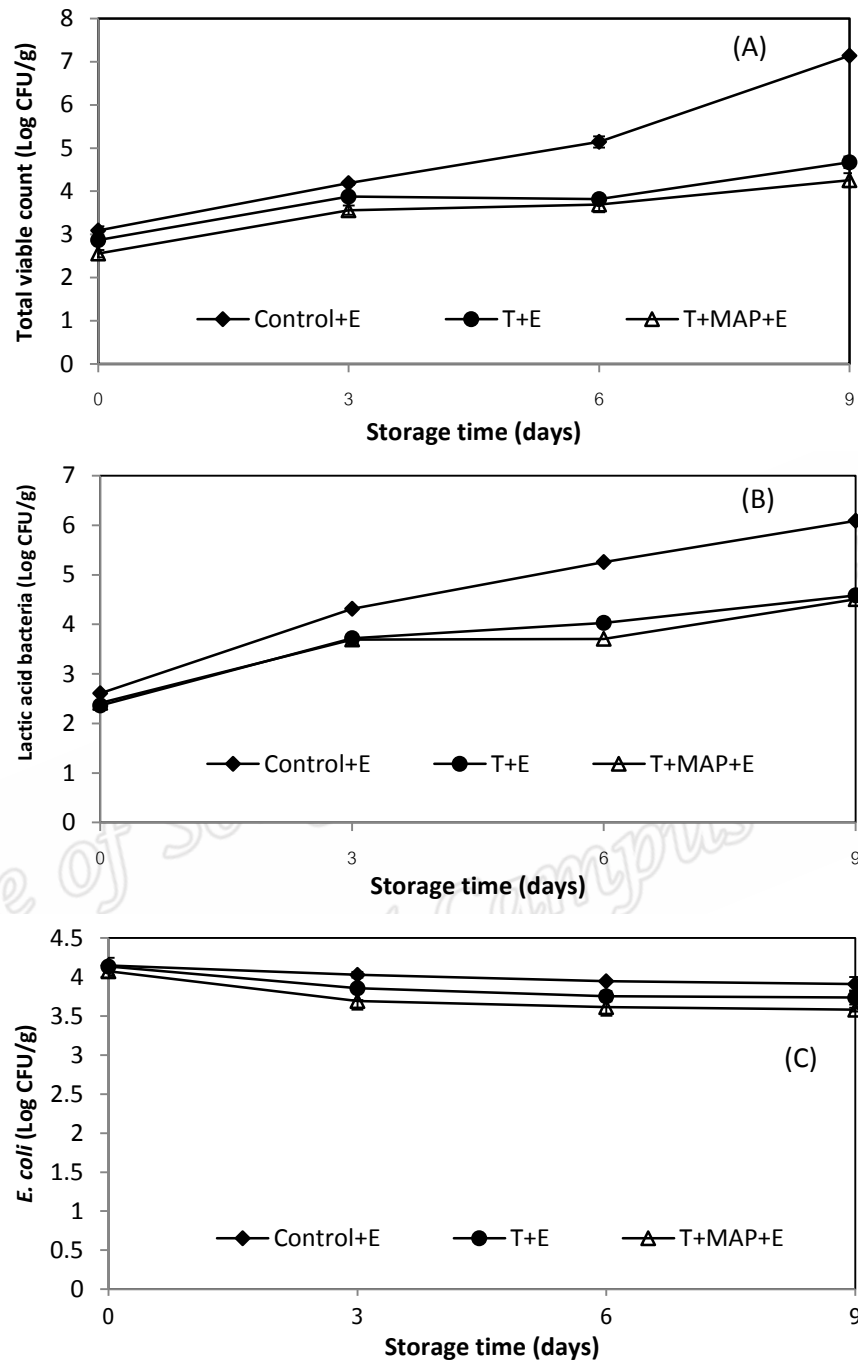 8
7
6
5
4
3
2
1
0
Total viable count (Log CFU/g)
(A)
Control+E T+E T+MAP+E
0 3 6 9
Storage time (days)
7
6
5
4
3
2
1
0
Lactic acid bacteria (Log CFU/g)
(B)
Control+E T+E T+MAP+E
0 3 6 9
Storage time (days)
4.5
4
3.5
3
2.5
2
1.5
1
0.5
0
E. coli (Log CFU/g)
(C)
Control+E T+E T+MAP+E
0 3 6 9
Storage time (days)
of
Campus